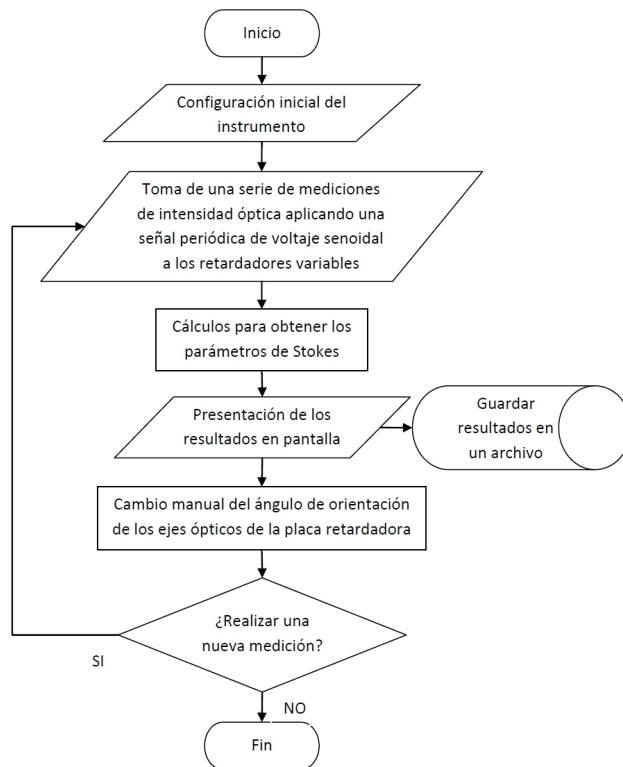 Inicio
Configuración inicial del
instrumento
Toma de una serie de mediciones
de intensidad óptica aplicando una
señal periódica de voltaje senoidal
a los retardadores variables
Cálculos para obtener los
parámetros de Stokes
Presentación de los
resultados en pantalla
Guardar
resultados en
un archivo
Cambio manual del ángulo de orientación
de los ejes ópticos de la placa retardadora
¿Realizar una
nueva medición?
SI
NO
Fin